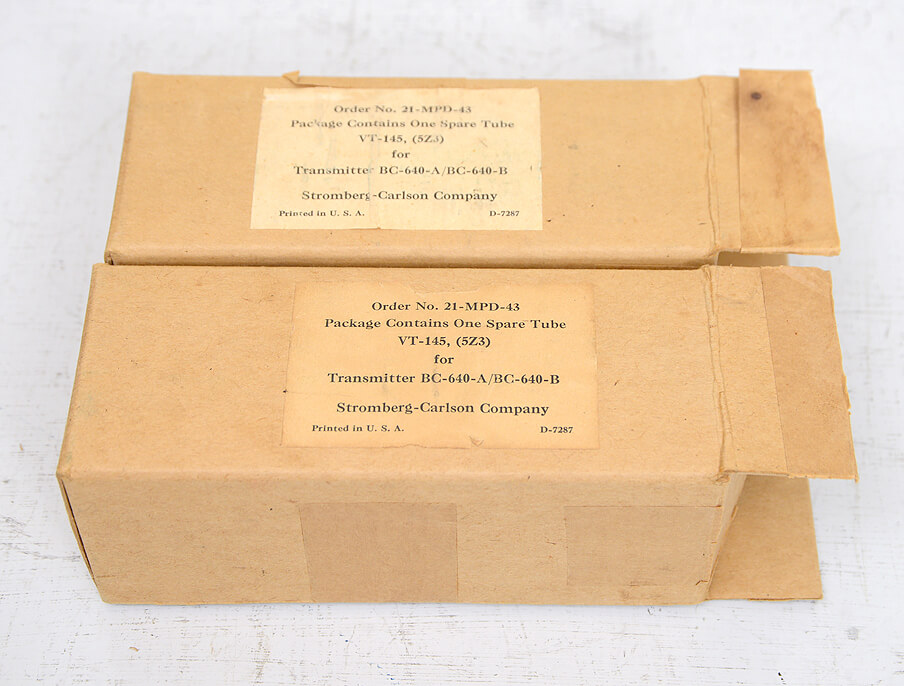 Order No. 21-MPD-43
Package Contains One Spare Tube
VT-145, (5Z3)
for
Transmitter BC-640-A/BC-640-B
Stromberg-Carlson Company
Printed in U. S. A. D-7287
Order No. 21-MPD-43
Package Contains One Spare Tube
VT-145, (5Z3)
for
Transmitter BC-640-A/BC-640-B
Stromberg-Carlson Company
Printed in U. S. A. D-7287